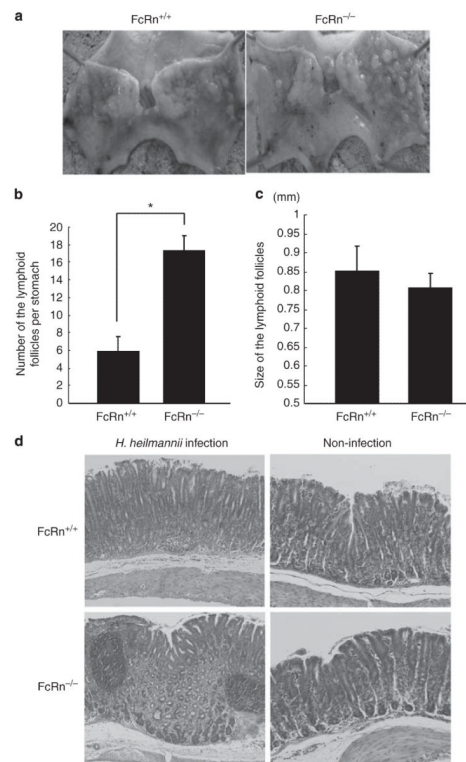 a
FcRn+/+
FcRn−/−
b
Number of the lymphoid
follicles per stomach
20
18
16
14
12
10
8
6
4
2
0
*
FcRn+/+
FcRn−/−
c
(mm)
Size of the lymphoid follicles
1
0.95
0.9
0.85
0.8
0.75
0.7
0.65
0.6
0.55
0.5
FcRn+/+
FcRn−/−
d
H. heilmannii infection
Non-infection
FcRn+/+
FcRn−/−